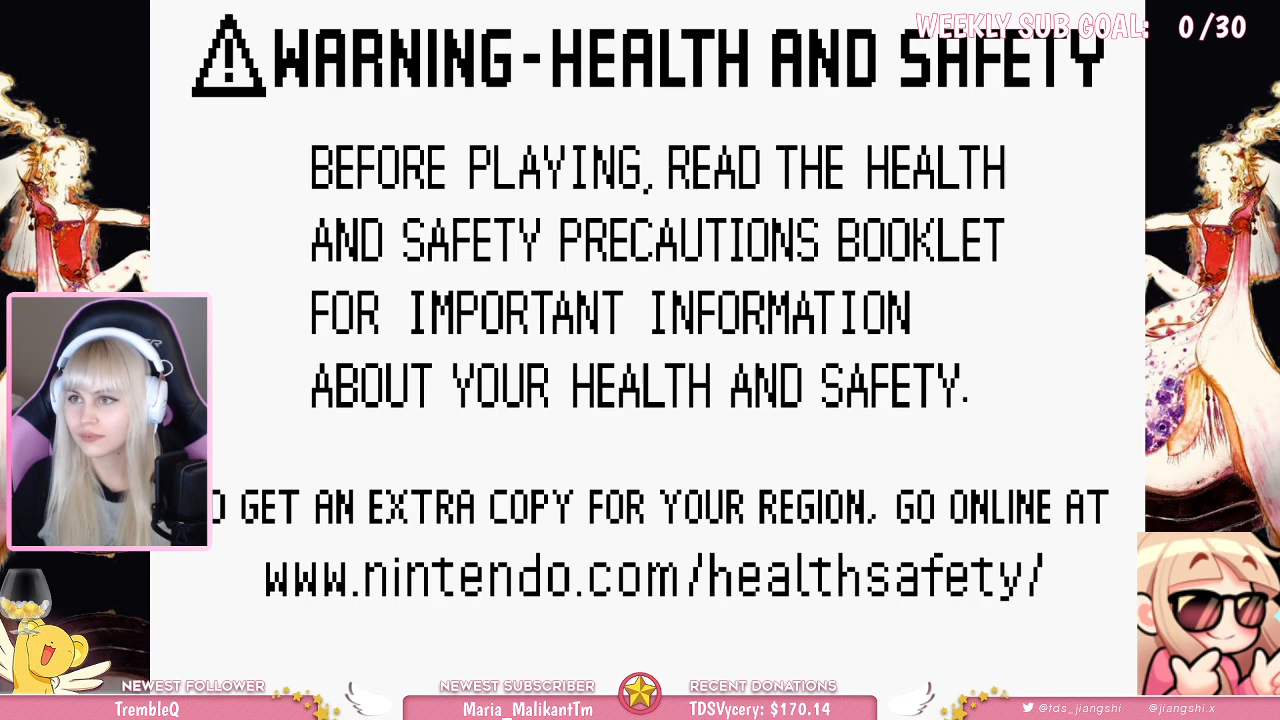 WEEKLY SUB GOAL: 0/30
WARNING-HEALTH AND SAFETY
BEFORE PLAYING, READ THE HEALTH
AND SAFETY PRECAUTIONS BOOKLET
FOR IMPORTANT INFORMATION
ABOUT YOUR HEALTH AND SAFETY.
GET AN EXTRA COPY FOR YOUR REGION, GO ONLINE AT
www.nintendo.com/healthsafety/
NEWEST FOLLOWER
TrembleQ
NEWEST SUBSCRIBER
Maria_MalikantTm
RECENT DONATIONS
TDSVycery: $170.14
@tds_jiangshi @jiangshi.x